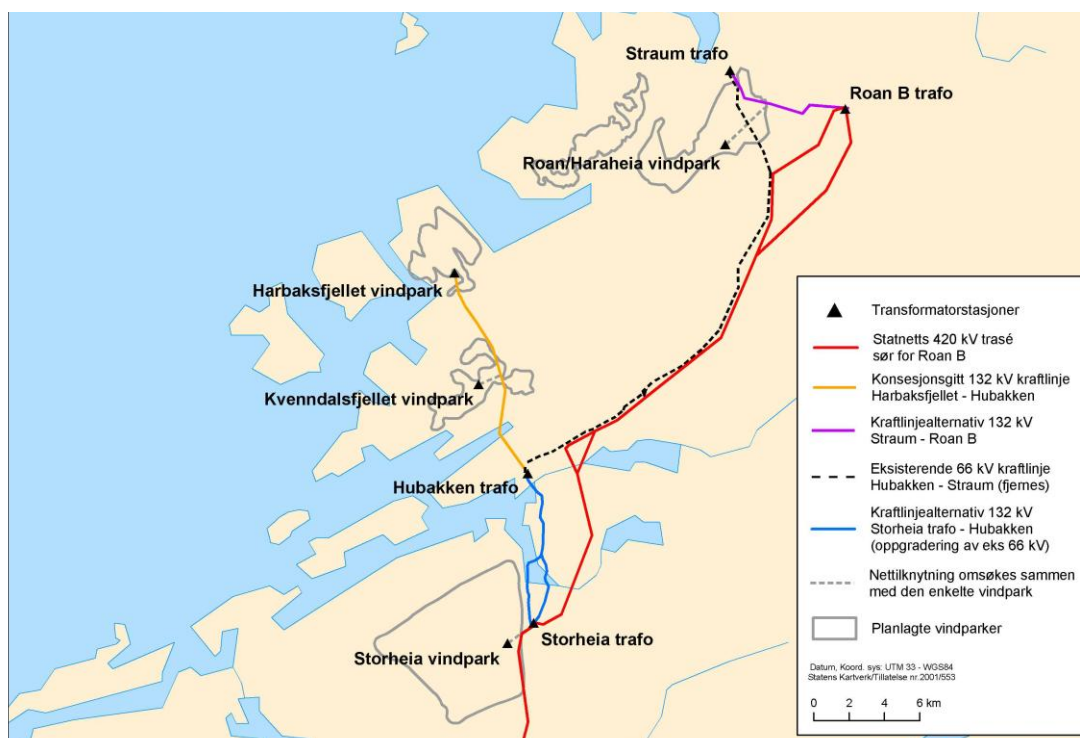 Straum trafo
Roan B trafo
Roan/Haraheia vindpark
Harbaksfjellet vindpark
Kvenndalsfjellet vindpark
Hubakken trafo
Storheia trafo
Storheia vindpark
Transformatorstasjoner
Statnetts 420 kV trasé
sør for Roan B
Konsesjonsgitt 132 kV kraftlinje
Harbaksfjellet - Hubakken
Kraftlinjealternativ 132 kV
Straum - Roan B
Eksisterende 66 kV kraftlinje
Hubakken - Straum (fjernes)
Kraftlinjealternativ 132 kV
Storheia trafo - Hubakken
(oppgradering av eks 66 kV)
Nettilknytning omsøkes sammen
med den enkelte vindpark
Planlagte vindparker
Datum, Koord. sys: UTM 33 - WGS84
Statens Kartverk/Tillatelse nr.2001/553
0 2 4 6 km